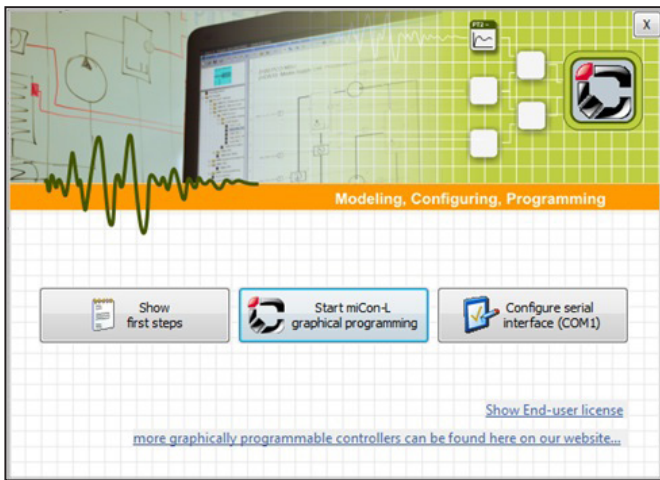 PT2 ~
X
Modeling, Configuring, Programming
Show
first steps
Start miCon-L
graphical programming
Configure serial
interface (COM1)
Show End-user license
more graphically programmable controllers can be found here on our website...